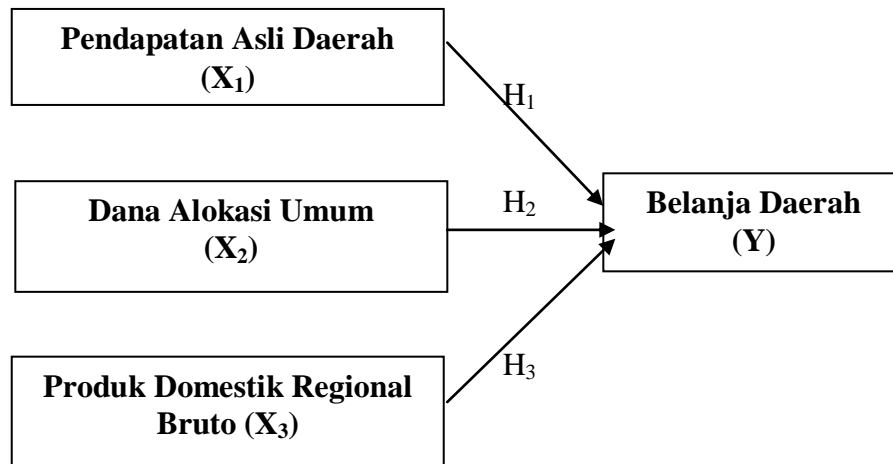 Pendapatan Asli Daerah
(X₁)
H₁
Dana Alokasi Umum
(X₂)
H₂
Belanja Daerah
(Y)
H₃
Produk Domestik Regional
Bruto (X₃)